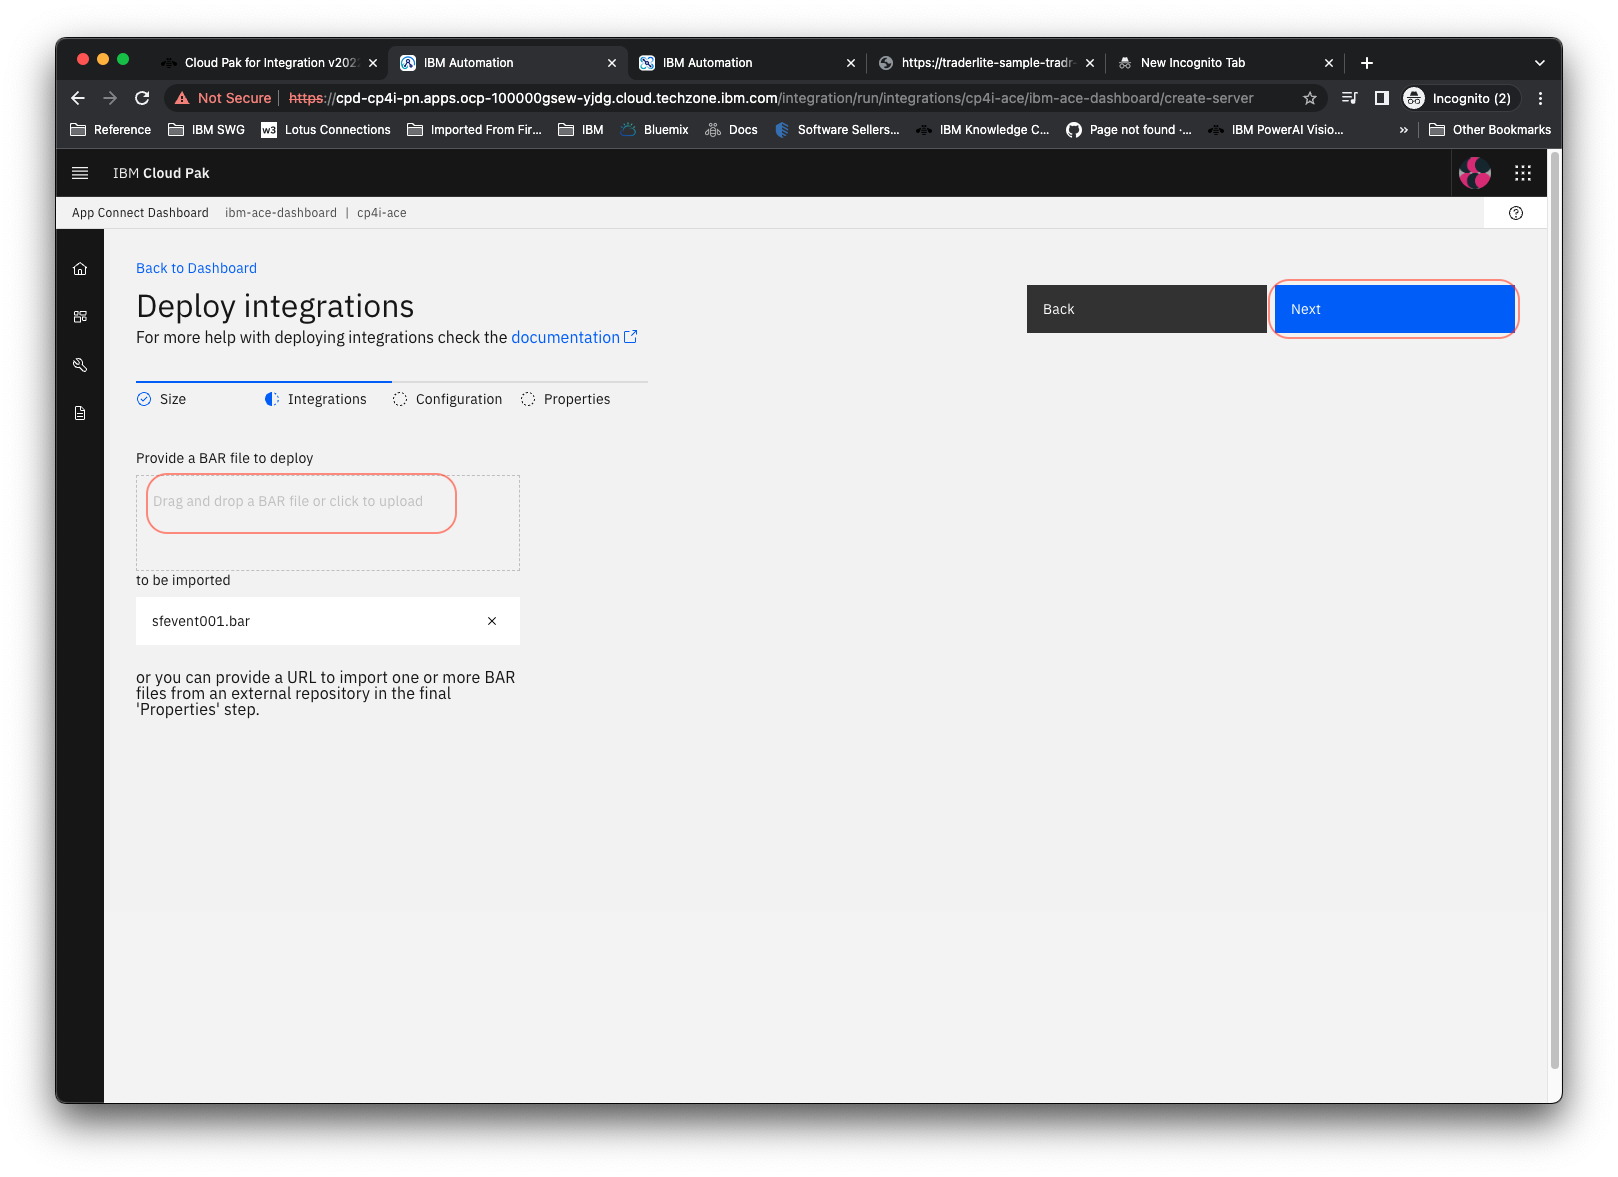 Cloud Pak for Integration v202
IBM Automation
IBM Automation
https://traderlite-sample-tradr-
New Incognito Tab
Not Secure
https://cpd-cp4i-pn.apps.ocp-100000gsew-yjdg.cloud.techzone.ibm.com/integration/run/integrations/cp4i-ace/ibm-ace-dashboard/create-server
Incognito (2)
Reference
IBM SWG
w3 Lotus Connections
Imported From Fir...
IBM
Bluemix
Docs
Software Sellers...
IBM Knowledge C...
Page not found ·...
IBM PowerAI Visio...
»
Other Bookmarks
IBM Cloud Pak
App Connect Dashboard ibm-ace-dashboard | cp4i-ace
Back to Dashboard
Deploy integrations
For more help with deploying integrations check the documentation
Back
Next
Size
Integrations
Configuration
Properties
Provide a BAR file to deploy
Drag and drop a BAR file or click to upload
to be imported
sfevent001.bar
or you can provide a URL to import one or more BAR
files from an external repository in the final
'Properties' step.